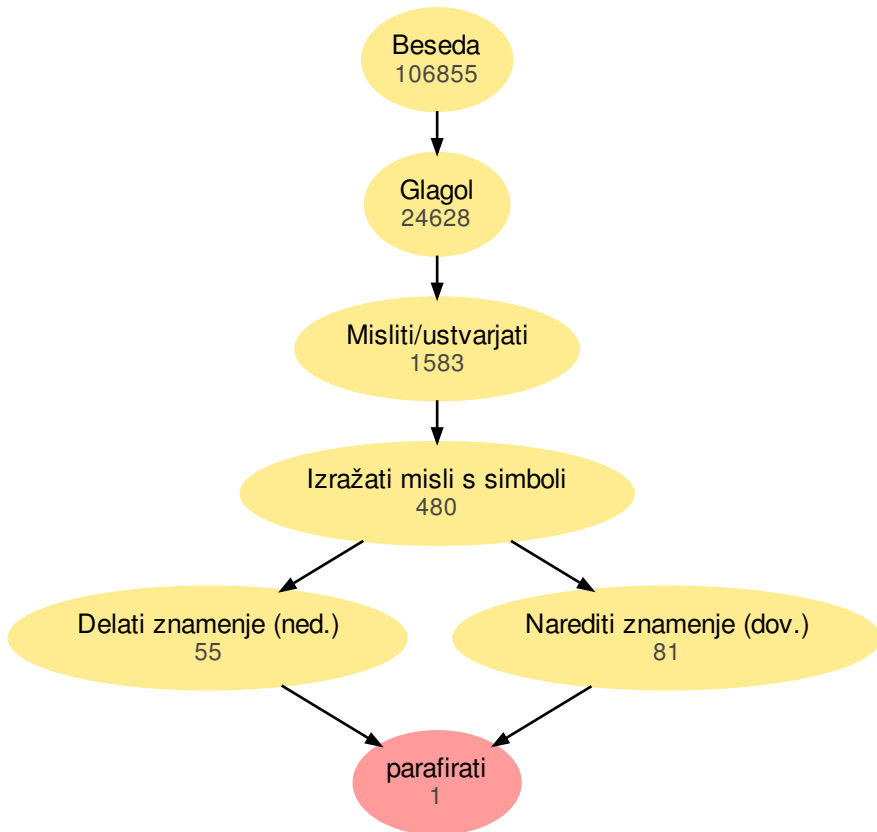 Beseda
106855
Glagol
24628
Misliti/ustvarjati
1583
Izražati misli s simboli
480
Delati znamenje (ned.)
55
Narediti znamenje (dov.)
81
parafirati
1